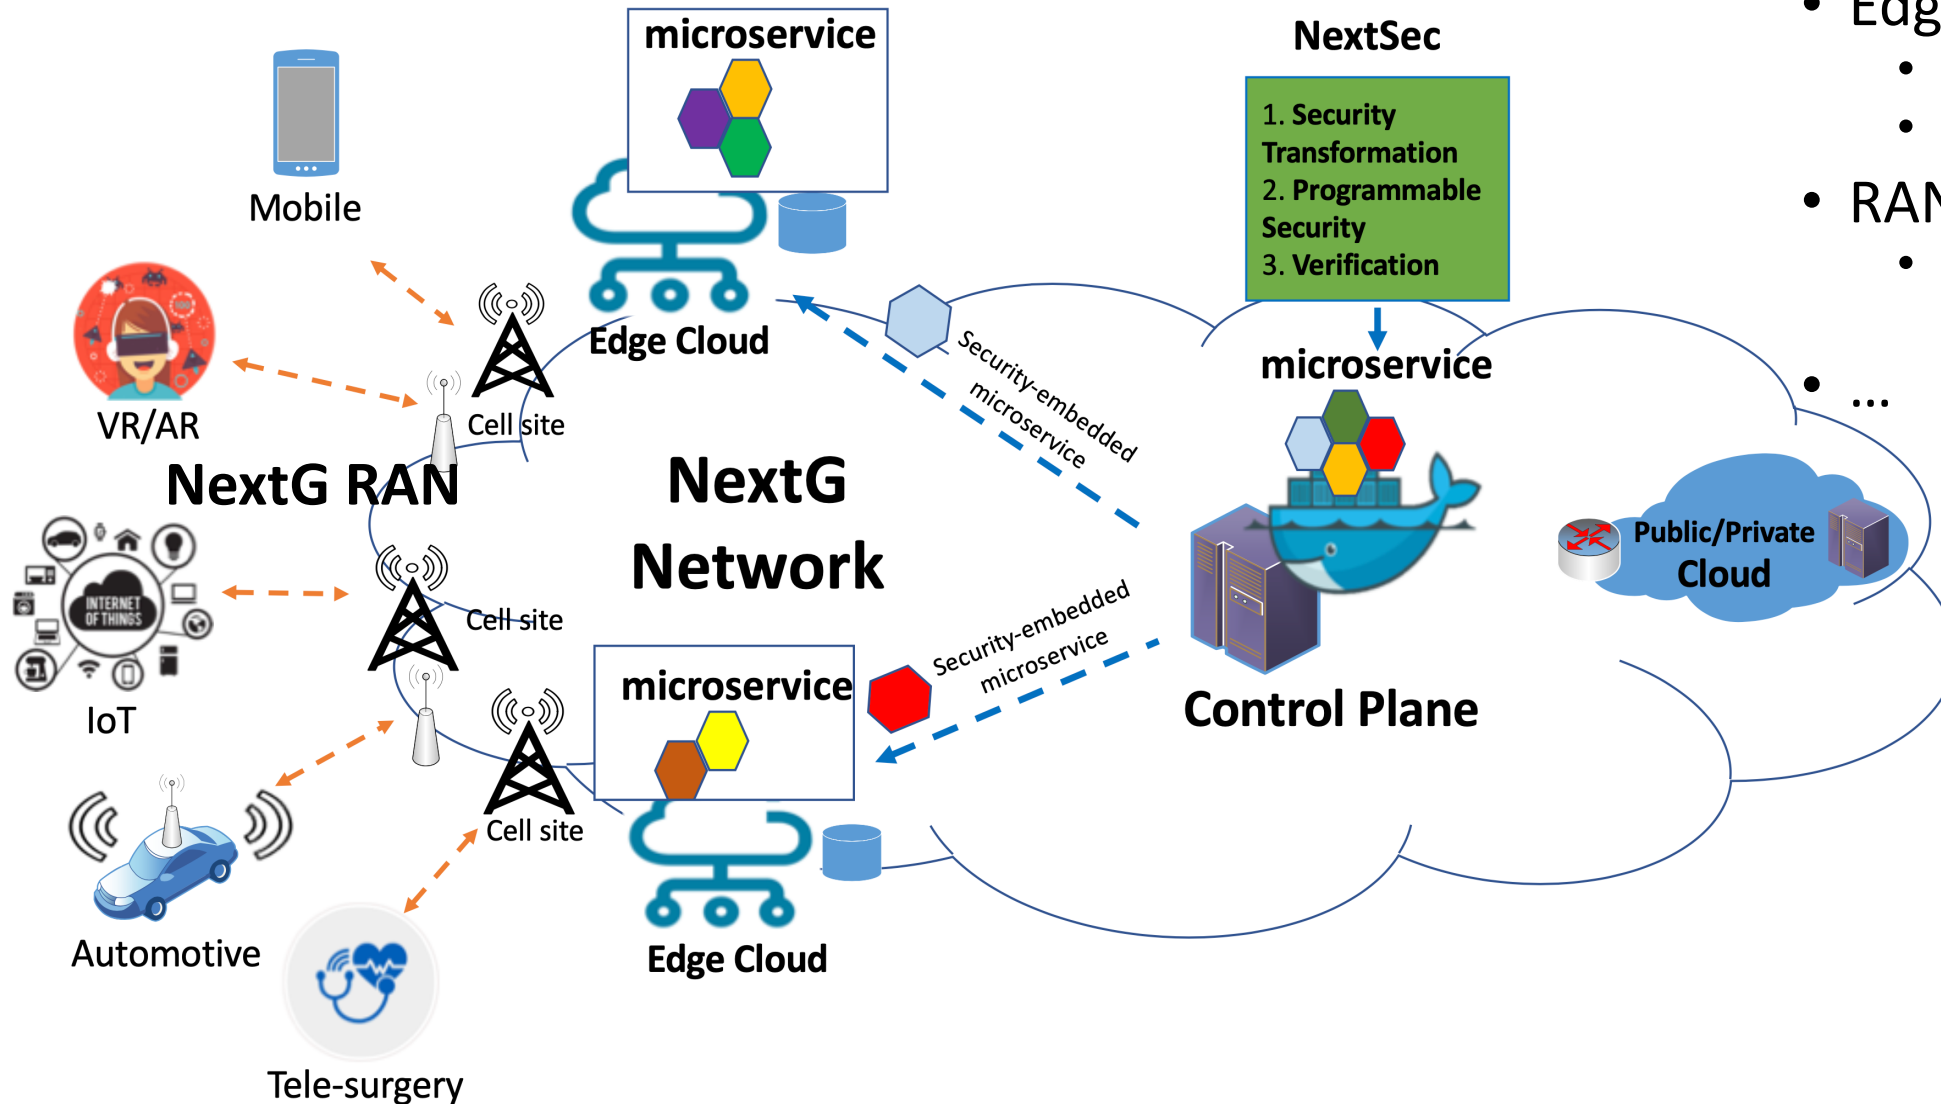 microservice
NextSec
1. Security
Transformation
2. Programmable
Security
3. Verification
Mobile
Edge Cloud
VR/AR
Cell site
Security-embedded
microservice
microservice
NextG RAN
NextG
Network
INTERNET
OF THINGS
IoT
Cell site
Public/Private
Cloud
Security-embedded
microservice
microservice
Control Plane
Cell site
Automotive
Edge Cloud
Tele-surgery
• Edg
•
•
• RAN
•
• ...